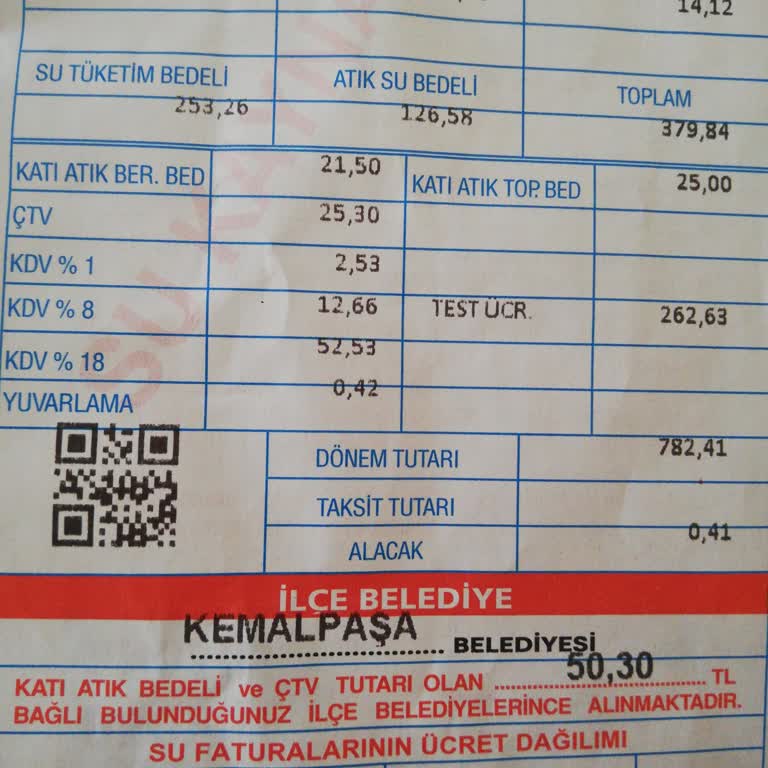 14,12
SU TÜKETİM BEDELİ ATIK SU BEDELİ TOPLAM
253,26 126,58 379,84
KATI ATIK BER. BED 21,50 KATI ATIK TOP. BED 25,00
ÇTV 25,30
KDV % 1 2,53
KDV % 8 12,66 TEST ÜCR. 262,63
KDV % 18 52,53
YUVARLAMA 0,42
DÖNEM TUTARI 782,41
TAKSİT TUTARI
ALACAK 0,41
İLÇE BELEDİYE
KEMALPAŞA BELEDİYESİ
KATI ATIK BEDELİ ve ÇTV TUTARI OLAN 50,30 TL
BAĞLI BULUNDUĞUNUZ İLÇE BELEDİYELERİNCE ALINMAKTADIR.
SU FATURALARININ ÜCRET DAĞILIMI